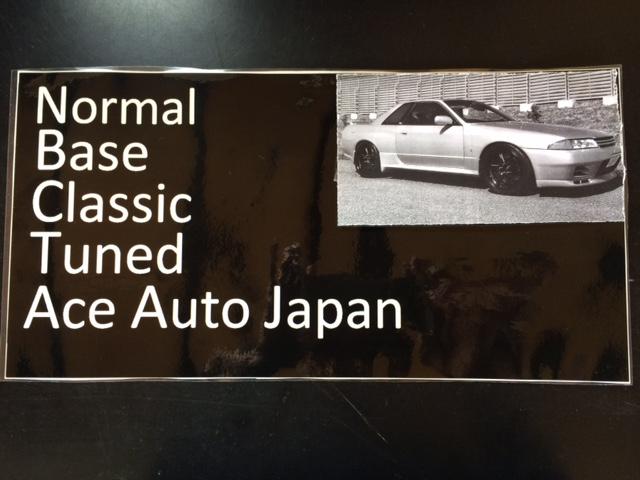 Normal
Base
Classic
Tuned
Ace Auto Japan